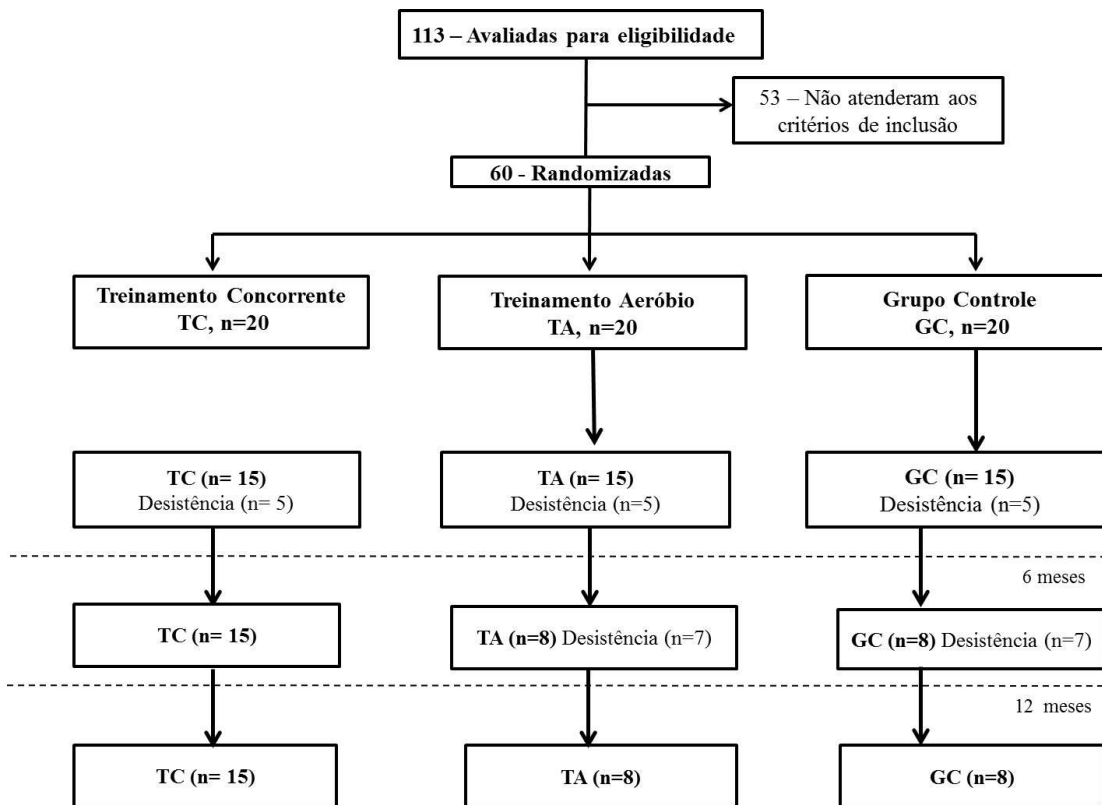 113 – Avaliadas para eligibilidade
53 – Não atenderam aos
critérios de inclusão
60 - Randomizadas
Treinamento Concorrente
TC, n=20
Treinamento Aeróbio
TA, n=20
Grupo Controle
GC, n=20
TC (n= 15)
Desistência (n= 5)
TA (n= 15)
Desistência (n=5)
GC (n= 15)
Desistência (n=5)
6 meses
TC (n= 15)
TA (n=8) Desistência (n=7)
GC (n=8) Desistência (n=7)
12 meses
TC (n= 15)
TA (n=8)
GC (n=8)